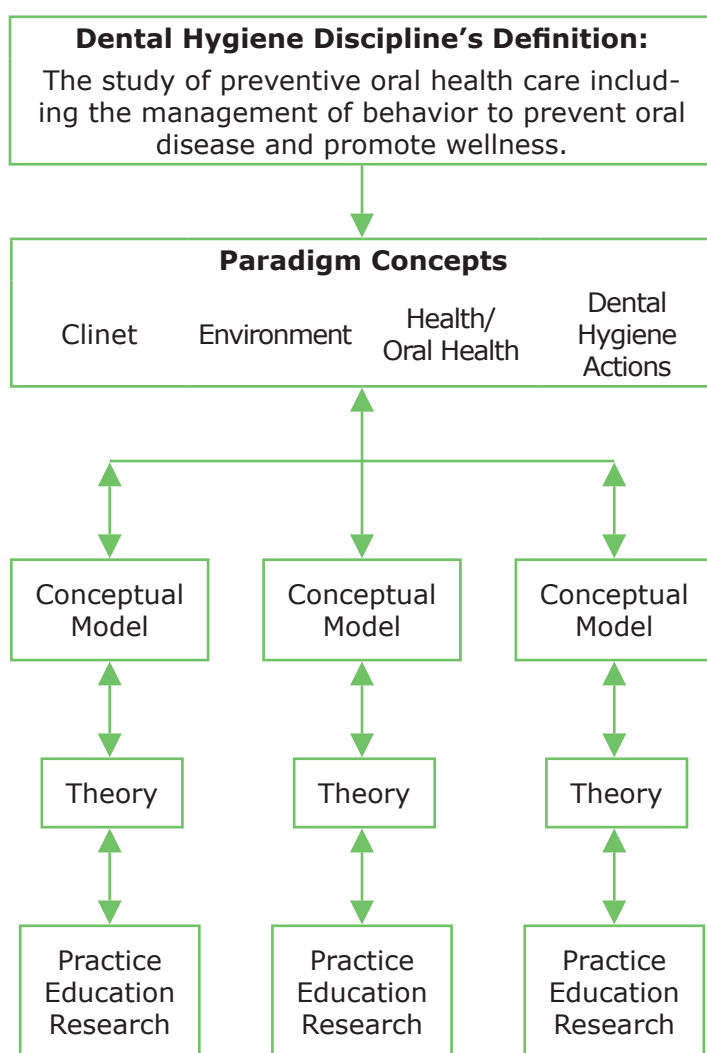 Dental Hygiene Discipline’s Definition:
The study of preventive oral health care includ-
ing the management of behavior to prevent oral
disease and promote wellness.
Paradigm Concepts
Clinet
Environment
Health/
Oral Health
Dental
Hygiene
Actions
Conceptual
Model
Conceptual
Model
Conceptual
Model
Theory
Theory
Theory
Practice
Education
Research
Practice
Education
Research
Practice
Education
Research